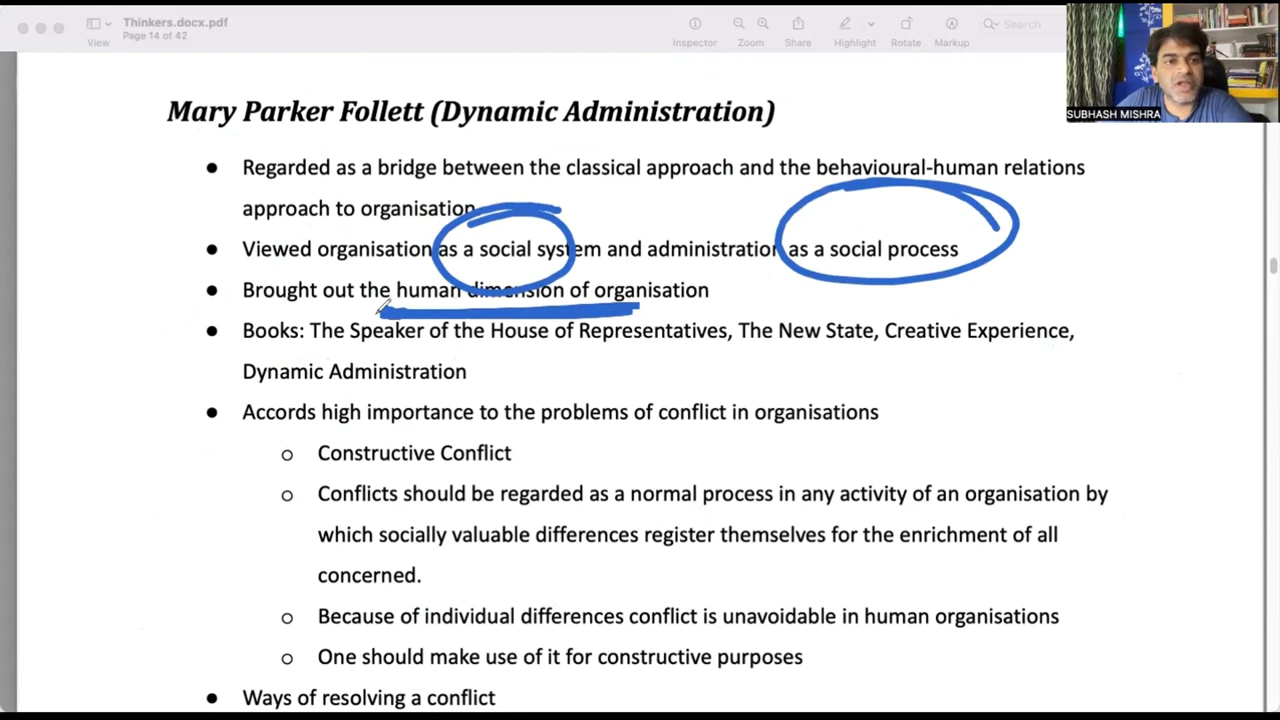 Thinkers.docx.pdf
Page 14 of 42
View
Inspector
Zoom
Share
Highlight
Rotate
Markup
Search
SUBHASH MISHRA
Mary Parker Follett (Dynamic Administration)
● Regarded as a bridge between the classical approach and the behavioural-human relations
approach to organisation
● Viewed organisation as a social system and administration as a social process
● Brought out the human dimension of organisation
● Books: The Speaker of the House of Representatives, The New State, Creative Experience,
Dynamic Administration
● Accords high importance to the problems of conflict in organisations
o Constructive Conflict
o Conflicts should be regarded as a normal process in any activity of an organisation by
which socially valuable differences register themselves for the enrichment of all
concerned.
o Because of individual differences conflict is unavoidable in human organisations
o One should make use of it for constructive purposes
● Ways of resolving a conflict